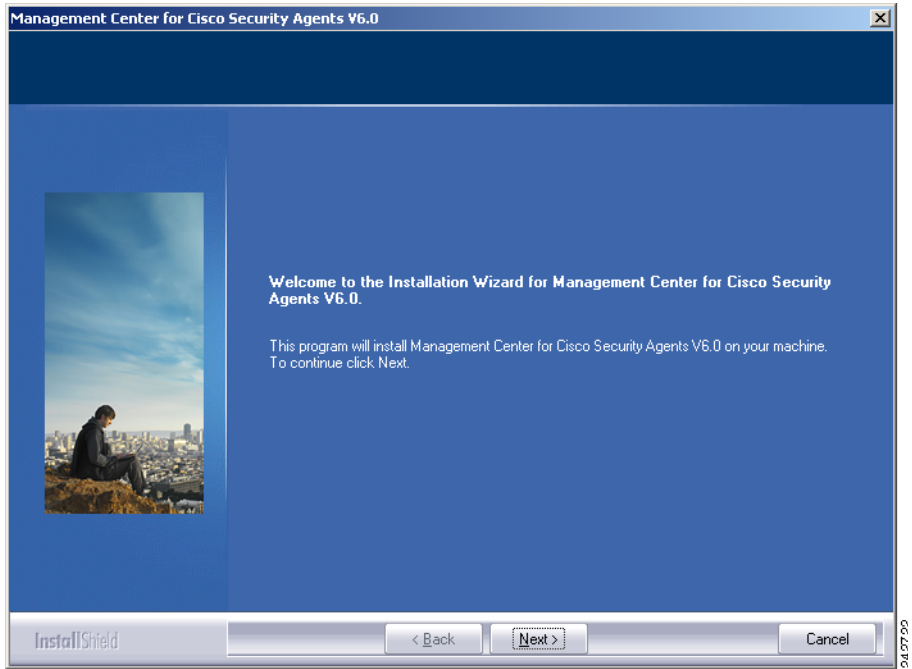 Management Center for Cisco Security Agents V6.0
Welcome to the Installation Wizard for Management Center for Cisco Security
Agents V6.0.
This program will install Management Center for Cisco Security Agents V6.0 on your machine.
To continue click Next.
InstallShield
< Back
Next >
Cancel
242722